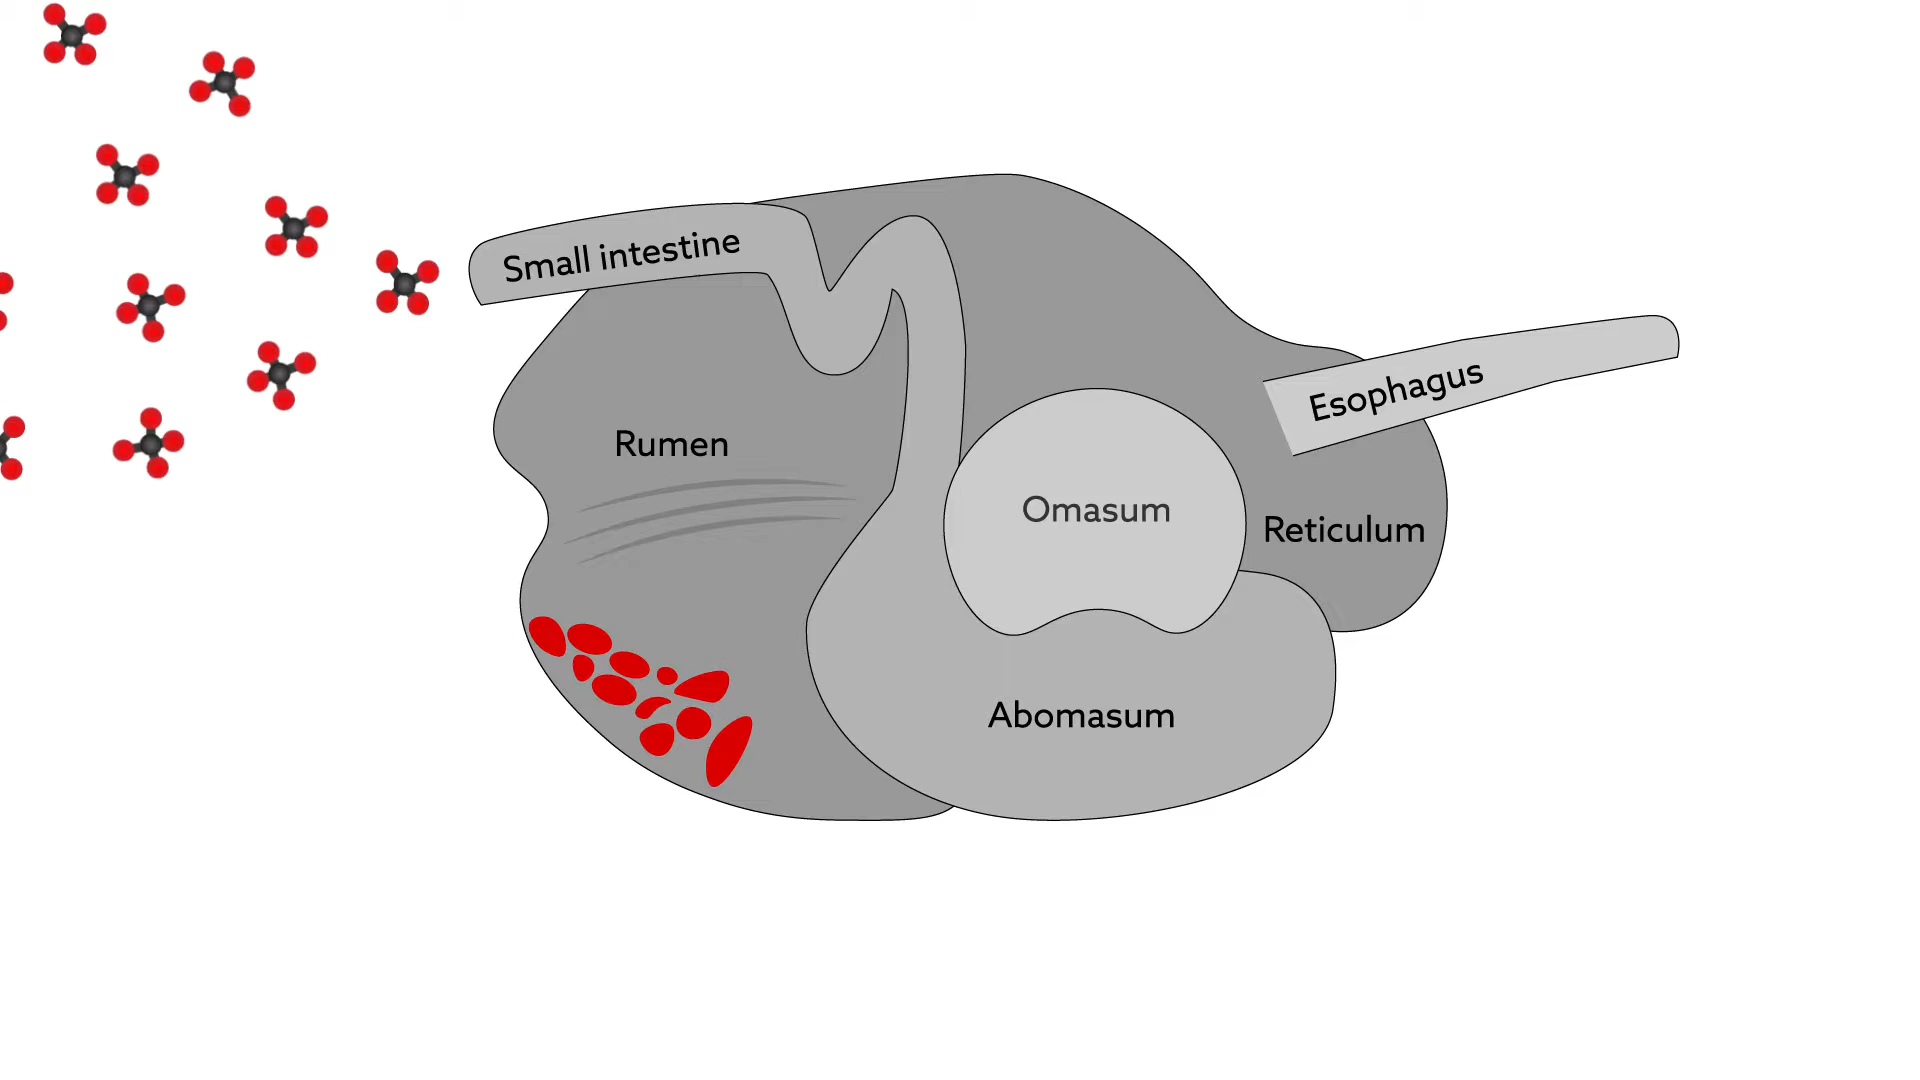 Small intestine
Esophagus
Rumen
Omasum
Reticulum
Abomasum